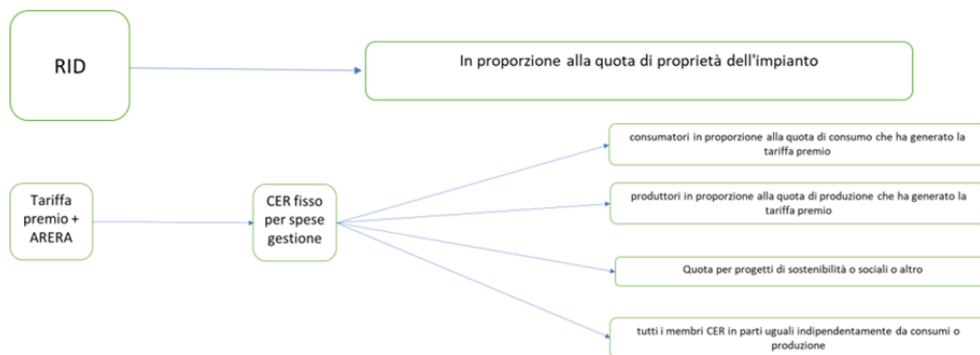 RID
In proporzione alla quota di proprietà dell'impianto
consumatori in proporzione alla quota di consumo che ha generato la
tariffa premio
Tariffa
premio +
ARERA
CER fisso
per spese
gestione
produttori in proporzione alla quota di produzione che ha generato la
tariffa premio
Quota per progetti di sostenibilità o sociali o altro
tutti i membri CER in parti uguali indipendentemente da consumi o
produzione